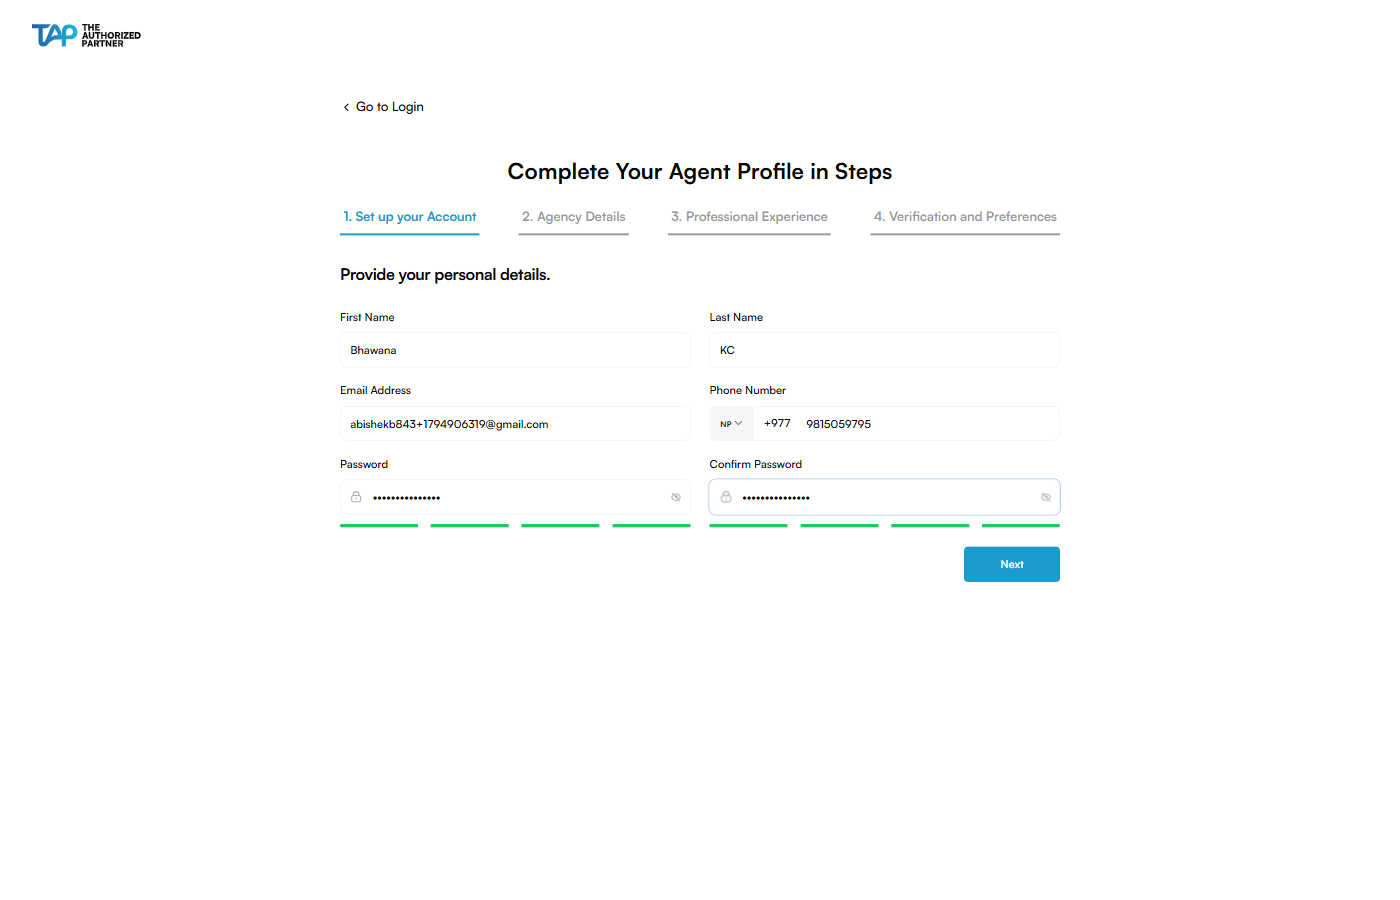 TAP THE AUTHORIZED PARTNER
Go to Login
Complete Your Agent Profile in Steps
1. Set up your Account 2. Agency Details 3. Professional Experience 4. Verification and Preferences
Provide your personal details.
First Name Last Name
Bhawana KC
Email Address Phone Number
abishekb843+1794906319@gmail.com NP +977 9815059795
Password Confirm Password
•••••••••••••• ••••••••••••••
Next